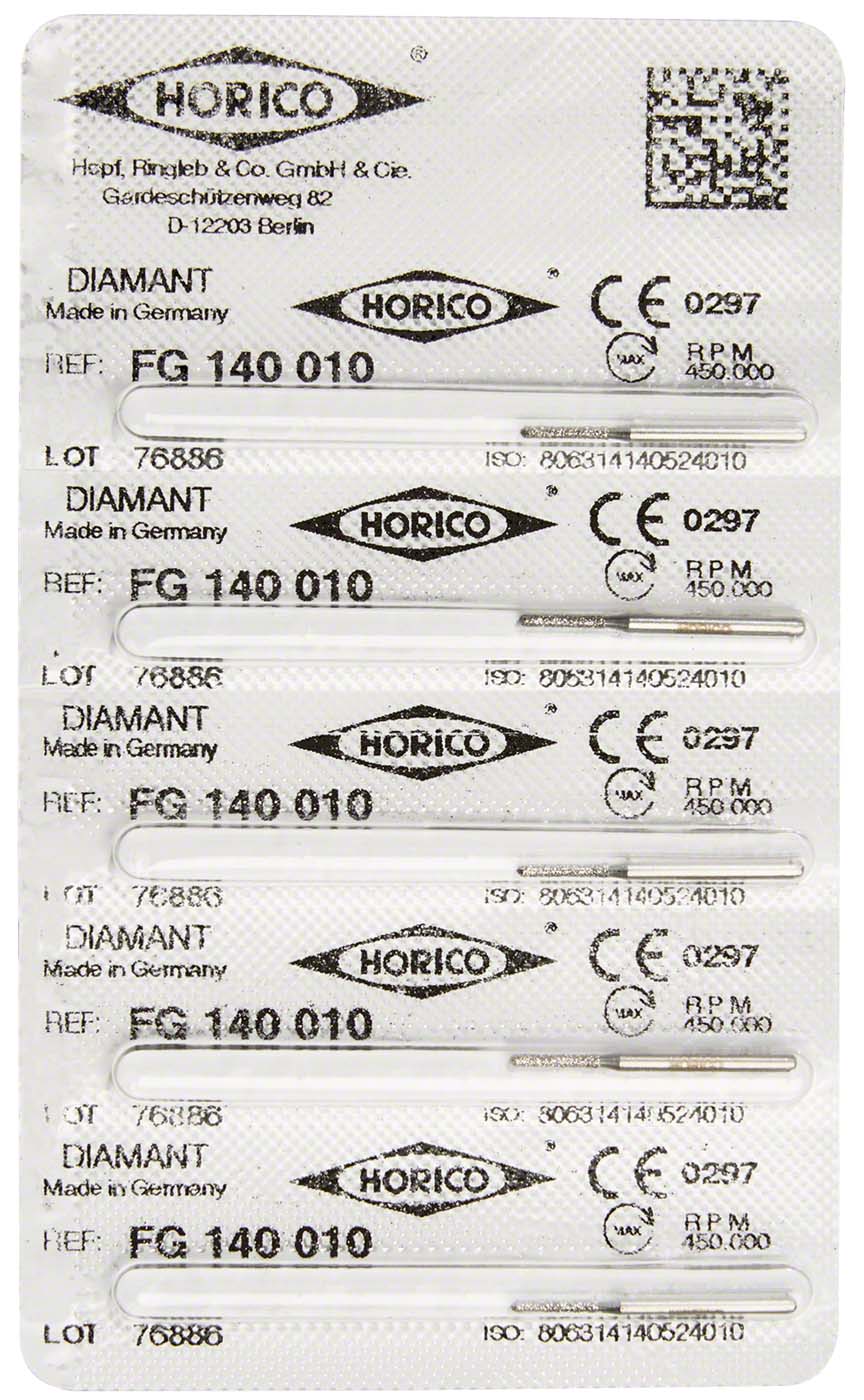 HORICO ®
Hopf, Ringleb & Co. GmbH & Cie.
Gardeschützenweg 82
D-12203 Berlin
DIAMANT HORICO ® CE 0297
Made in Germany
REF: FG 140 010 MAX RPM 450.000
LOT 76886 ISO: 806314140524010
DIAMANT HORICO ® CE 0297
Made in Germany
REF: FG 140 010 MAX RPM 450.000
LOT 76886 ISO: 806314140524010
DIAMANT HORICO ® CE 0297
Made in Germany
REF: FG 140 010 MAX RPM 450.000
LOT 76886 ISO: 806314140524010
DIAMANT HORICO ® CE 0297
Made in Germany
REF: FG 140 010 MAX RPM 450.000
LOT 76886 ISO: 806314140524010
DIAMANT HORICO ® CE 0297
Made in Germany
REF: FG 140 010 MAX RPM 450.000
LOT 76886 ISO: 806314140524010